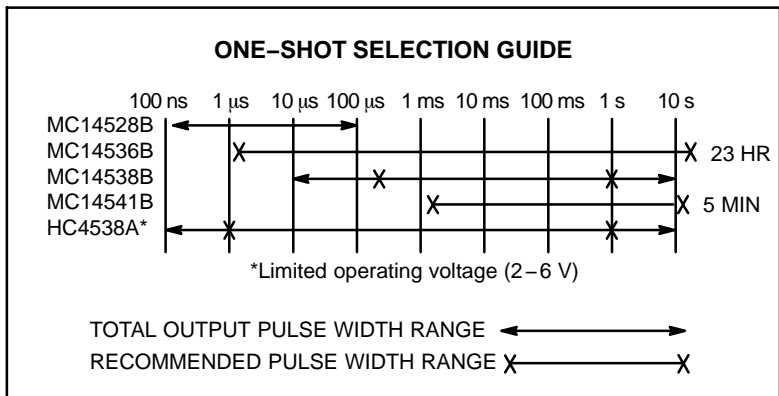 ONE–SHOT SELECTION GUIDE
100 ns 1 µs 10 µs 100 µs 1 ms 10 ms 100 ms 1 s 10 s
MC14528B
MC14536B 23 HR
MC14538B
MC14541B 5 MIN
HC4538A*
*Limited operating voltage (2–6 V)
TOTAL OUTPUT PULSE WIDTH RANGE
RECOMMENDED PULSE WIDTH RANGE